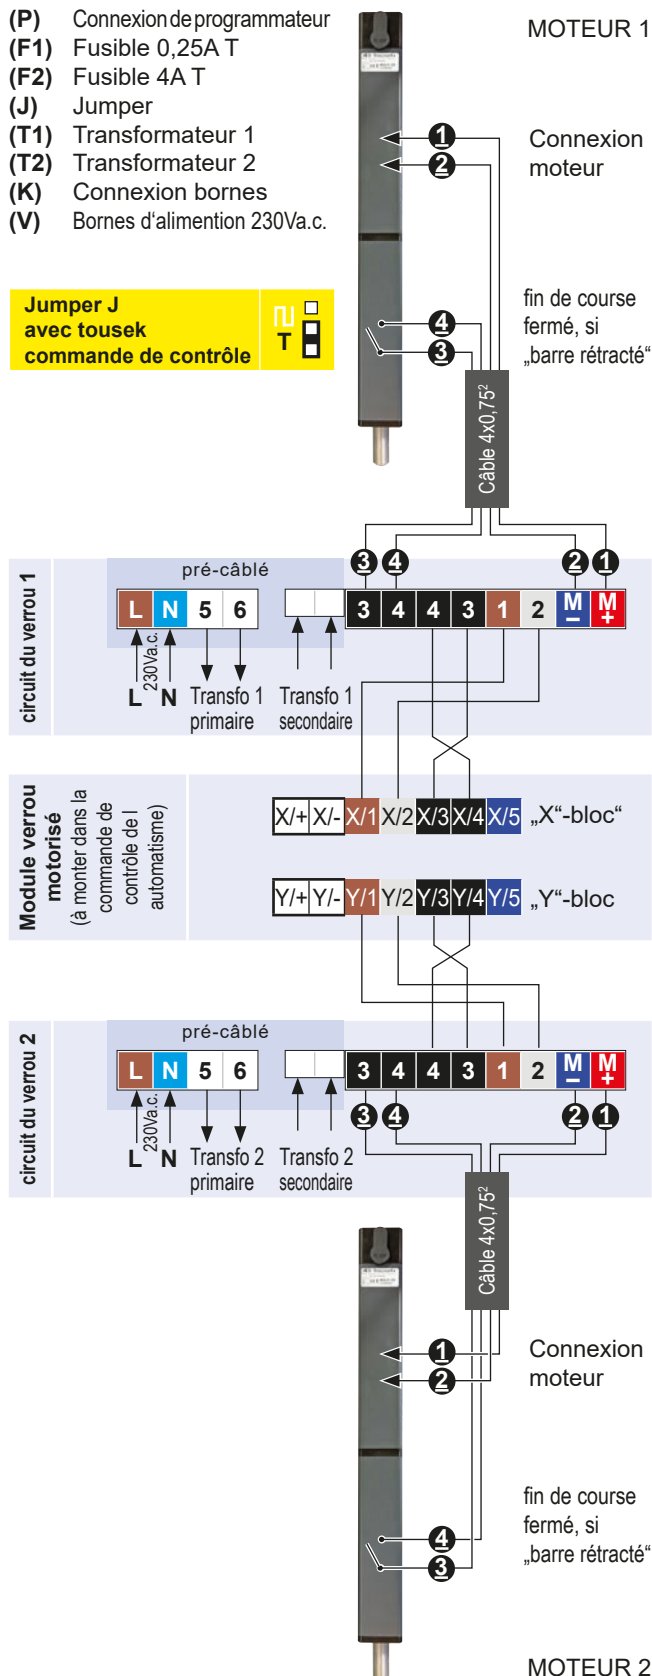 (P) Connexion de programmateur
(F1) Fusible 0,25A T
(F2) Fusible 4A T
(J) Jumper
(T1) Transformateur 1
(T2) Transformateur 2
(K) Connexion bornes
(V) Bornes d‘alimention 230Va.c.
MOTEUR 1
1
2
Connexion
moteur
Jumper J
avec tousek
commande de contrôle
T
4
3
fin de course
fermé, si
„barre rétracté“
Câble 4x0,75²
3 4 2 1
circuit du verrou 1
pré-câblé
L N 5 6 3 4 4 3 1 2 M– M+
230Va.c.
L N
Transfo 1
primaire
Transfo 1
secondaire
Module verrou
motorisé
(à monter dans la
commande de
contrôle de l
automatisme)
X/+ X/- X/1 X/2 X/3 X/4 X/5 „X“-bloc“
Y/+ Y/- Y/1 Y/2 Y/3 Y/4 Y/5 „Y“-bloc
circuit du verrou 2
pré-câblé
L N 5 6 3 4 4 3 1 2 M– M+
3 4 2 1
230Va.c.
L N
Transfo 2
primaire
Transfo 2
secondaire
Câble 4x0,75²
1
2
Connexion
moteur
4
3
fin de course
fermé, si
„barre rétracté“
MOTEUR 2